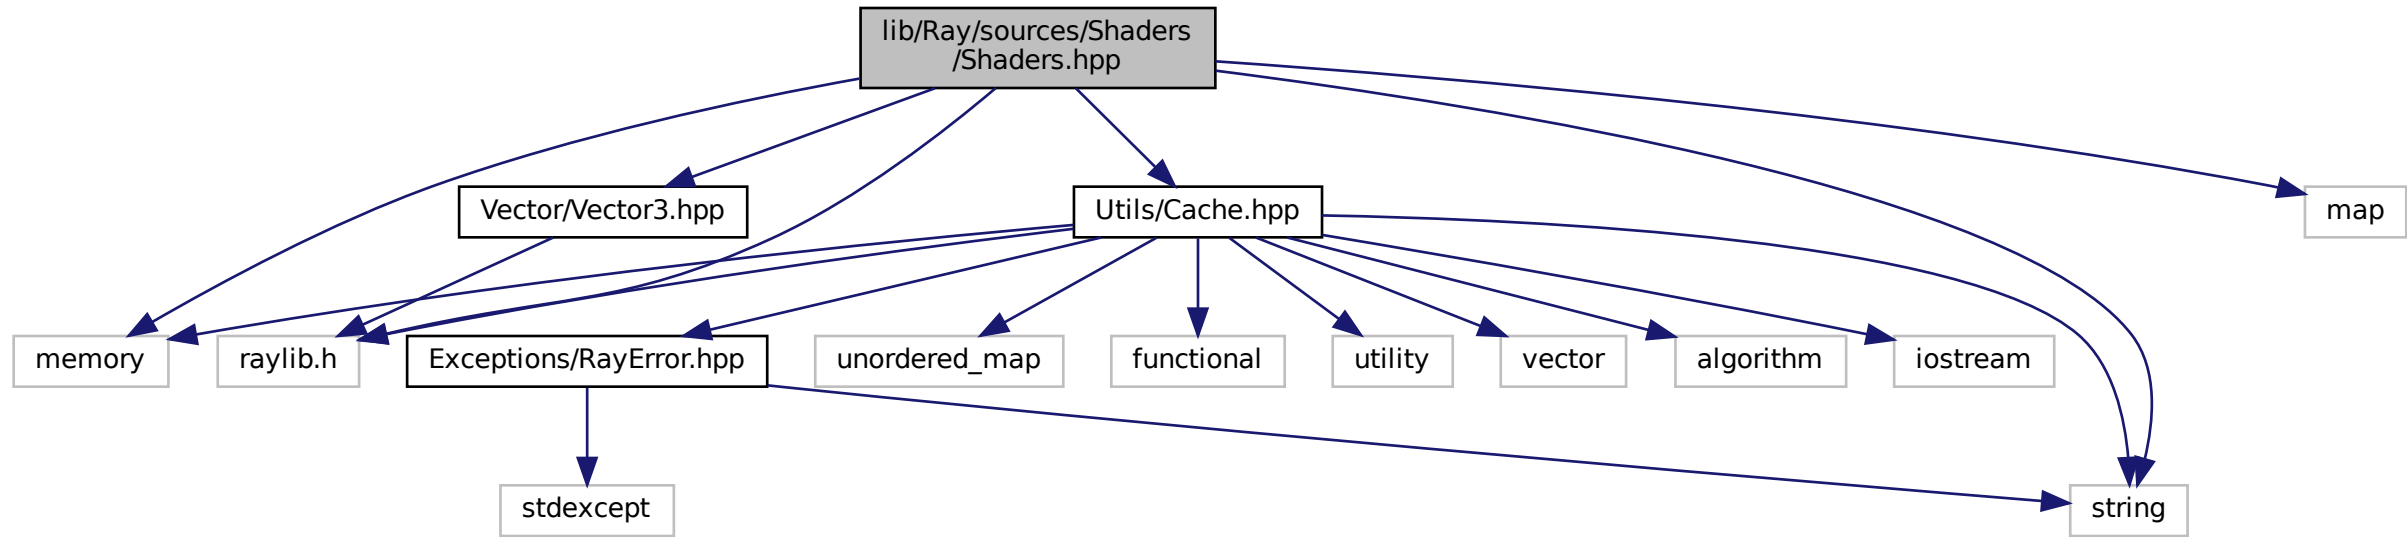 lib/Ray/sources/Shaders
/Shaders.hpp
Vector/Vector3.hpp
Utils/Cache.hpp
map
memory
raylib.h
Exceptions/RayError.hpp
unordered_map
functional
utility
vector
algorithm
iostream
stdexcept
string